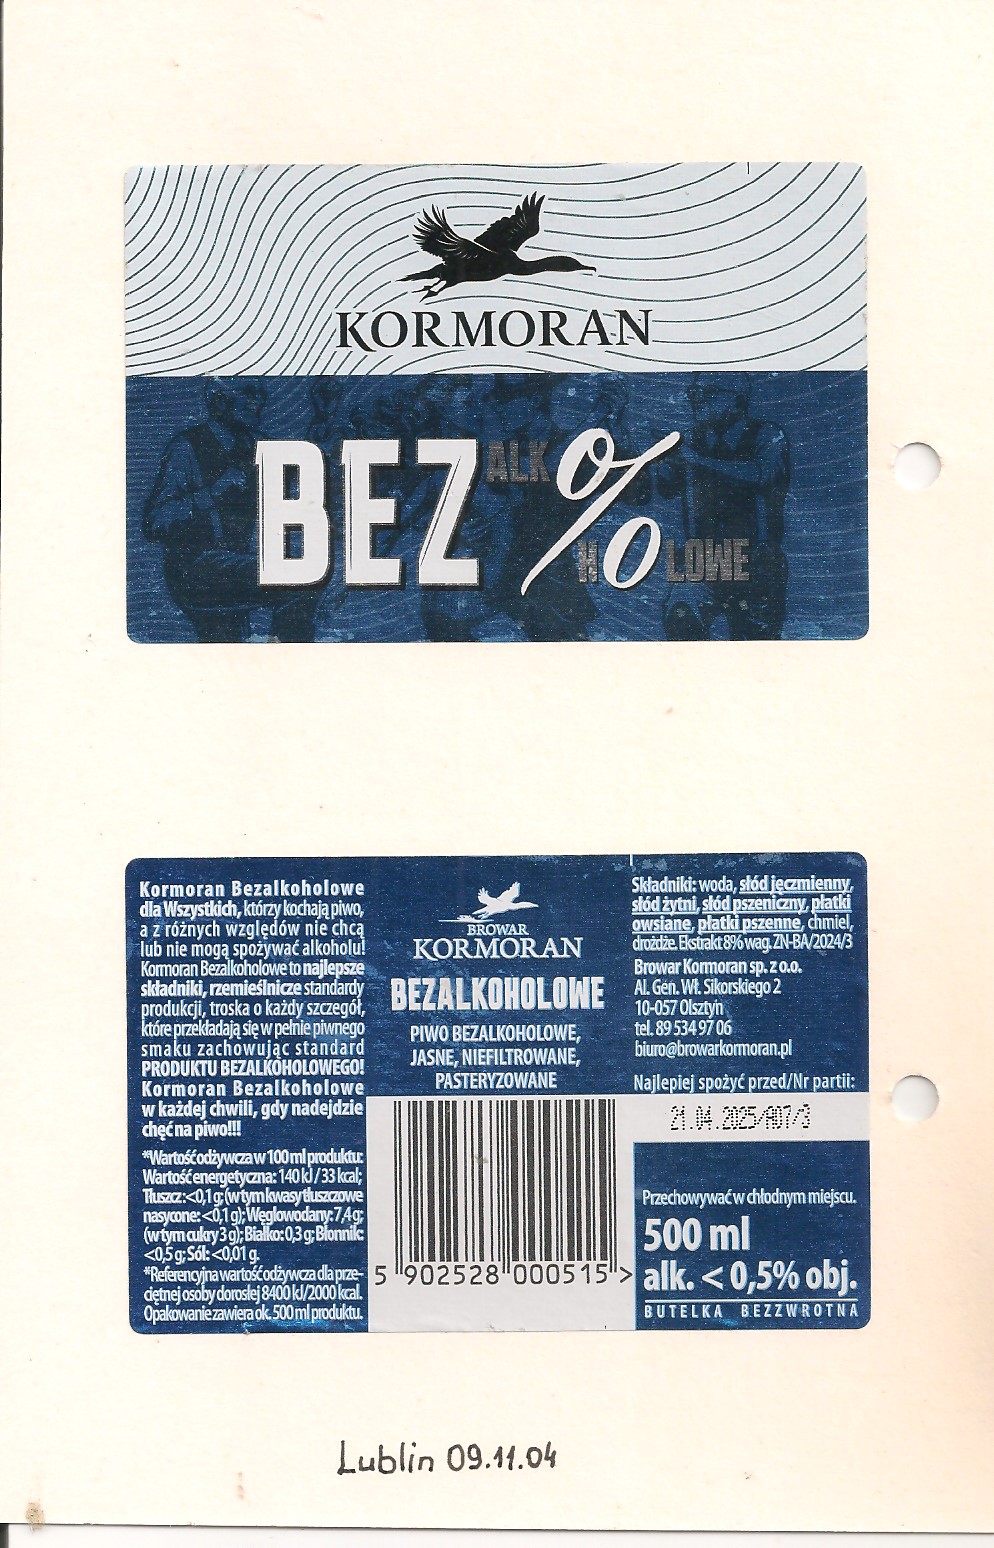 KORMORAN
BEZALKO%HOLOWE
Kormoran Bezalkoholowe
dla Wszystkich, którzy kochają piwo,
a z różnych względów nie chcą
lub nie mogą spożywać alkoholu!
Kormoran Bezalkoholowe to najlepsze
składniki, rzemieślnicze standardy
produkcji, troska o każdy szczegół,
które przekładają się w pełnie piwnego
smaku zachowując standard
PRODUKTU BEZALKOHOLOWEGO!
Kormoran Bezalkoholowe
w każdej chwili, gdy nadejdzie
chęć na piwo!!!
*Wartość odżywcza w 100 ml produktu:
Wartość energetyczna: 140 kJ / 33 kcal;
Tłuszcz: <0,1 g; (w tym kwasy tłuszczowe
nasycone: <0,1 g); Węglowodany: 7,4 g;
(w tym cukry 3 g); Białko: 0,3 g; Błonnik:
<0,5 g; Sól: <0,01 g.
*Referencyjna wartość odżywcza dla prze-
ciętnej osoby dorosłej 8400 kJ/2000 kcal.
Opakowanie zawiera ok. 500 ml produktu.
BROWAR
KORMORAN
BEZALKOHOLOWE
PIWO BEZALKOHOLOWE,
JASNE, NIEFILTROWANE,
PASTERYZOWANE
5 902528 000515 >
Składniki: woda, słód jęczmienny,
słód żytni, słód pszeniczny, płatki
owsiane, płatki pszenne, chmiel,
drożdże. Ekstrakt 8% wag. ZN-BA/2024/3
Browar Kormoran sp. z o.o.
Al. Gen. Wł. Sikorskiego 2
10-057 Olsztyn
tel. 89 534 97 06
biuro@browarkormoran.pl
Najlepiej spożyć przed/Nr partii:
21.04.2025/A07/3
Przechowywać w chłodnym miejscu.
500 ml
alk. < 0,5% obj.
BUTELKA BEZZWROTNA
Lublin 09.11.04